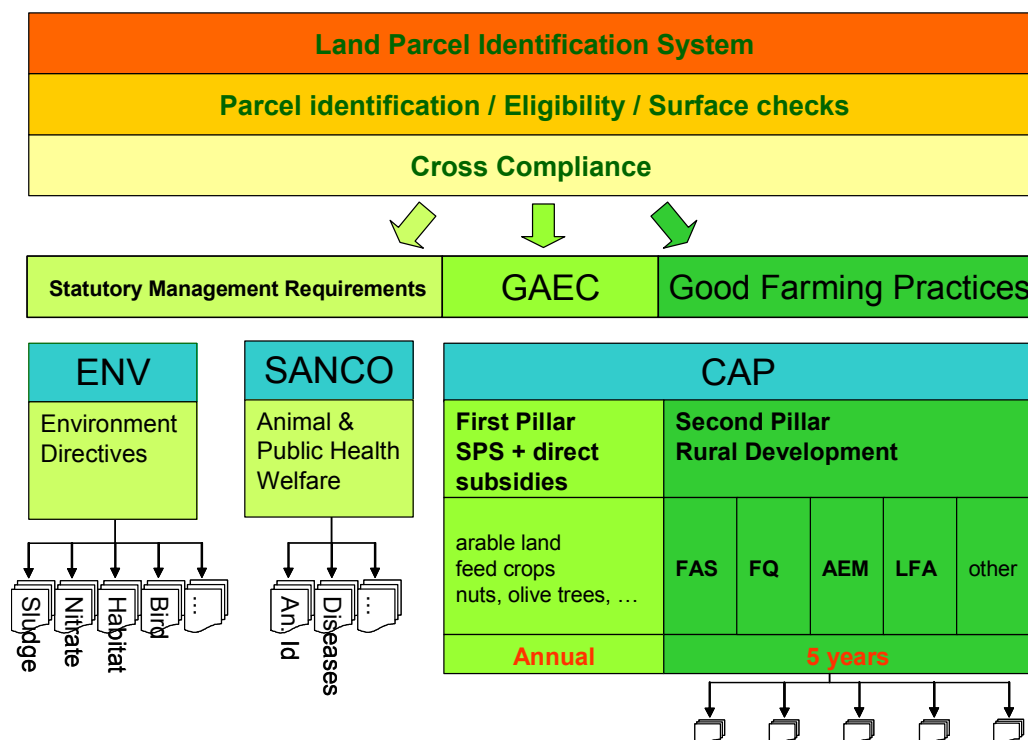 Land Parcel Identification System
Parcel identification / Eligibility / Surface checks
Cross Compliance
Statutory Management Requirements
GAEC
Good Farming Practices
ENV
Environment
Directives
Sludge
Nitrate
Habitat
Bird
...
SANCO
Animal &
Public Health
Welfare
An. Id
Diseases
...
CAP
First Pillar
SPS + direct
subsidies
Second Pillar
Rural Development
arable land
feed crops
nuts, olive trees, …
FAS
FQ
AEM
LFA
other
Annual
5 years